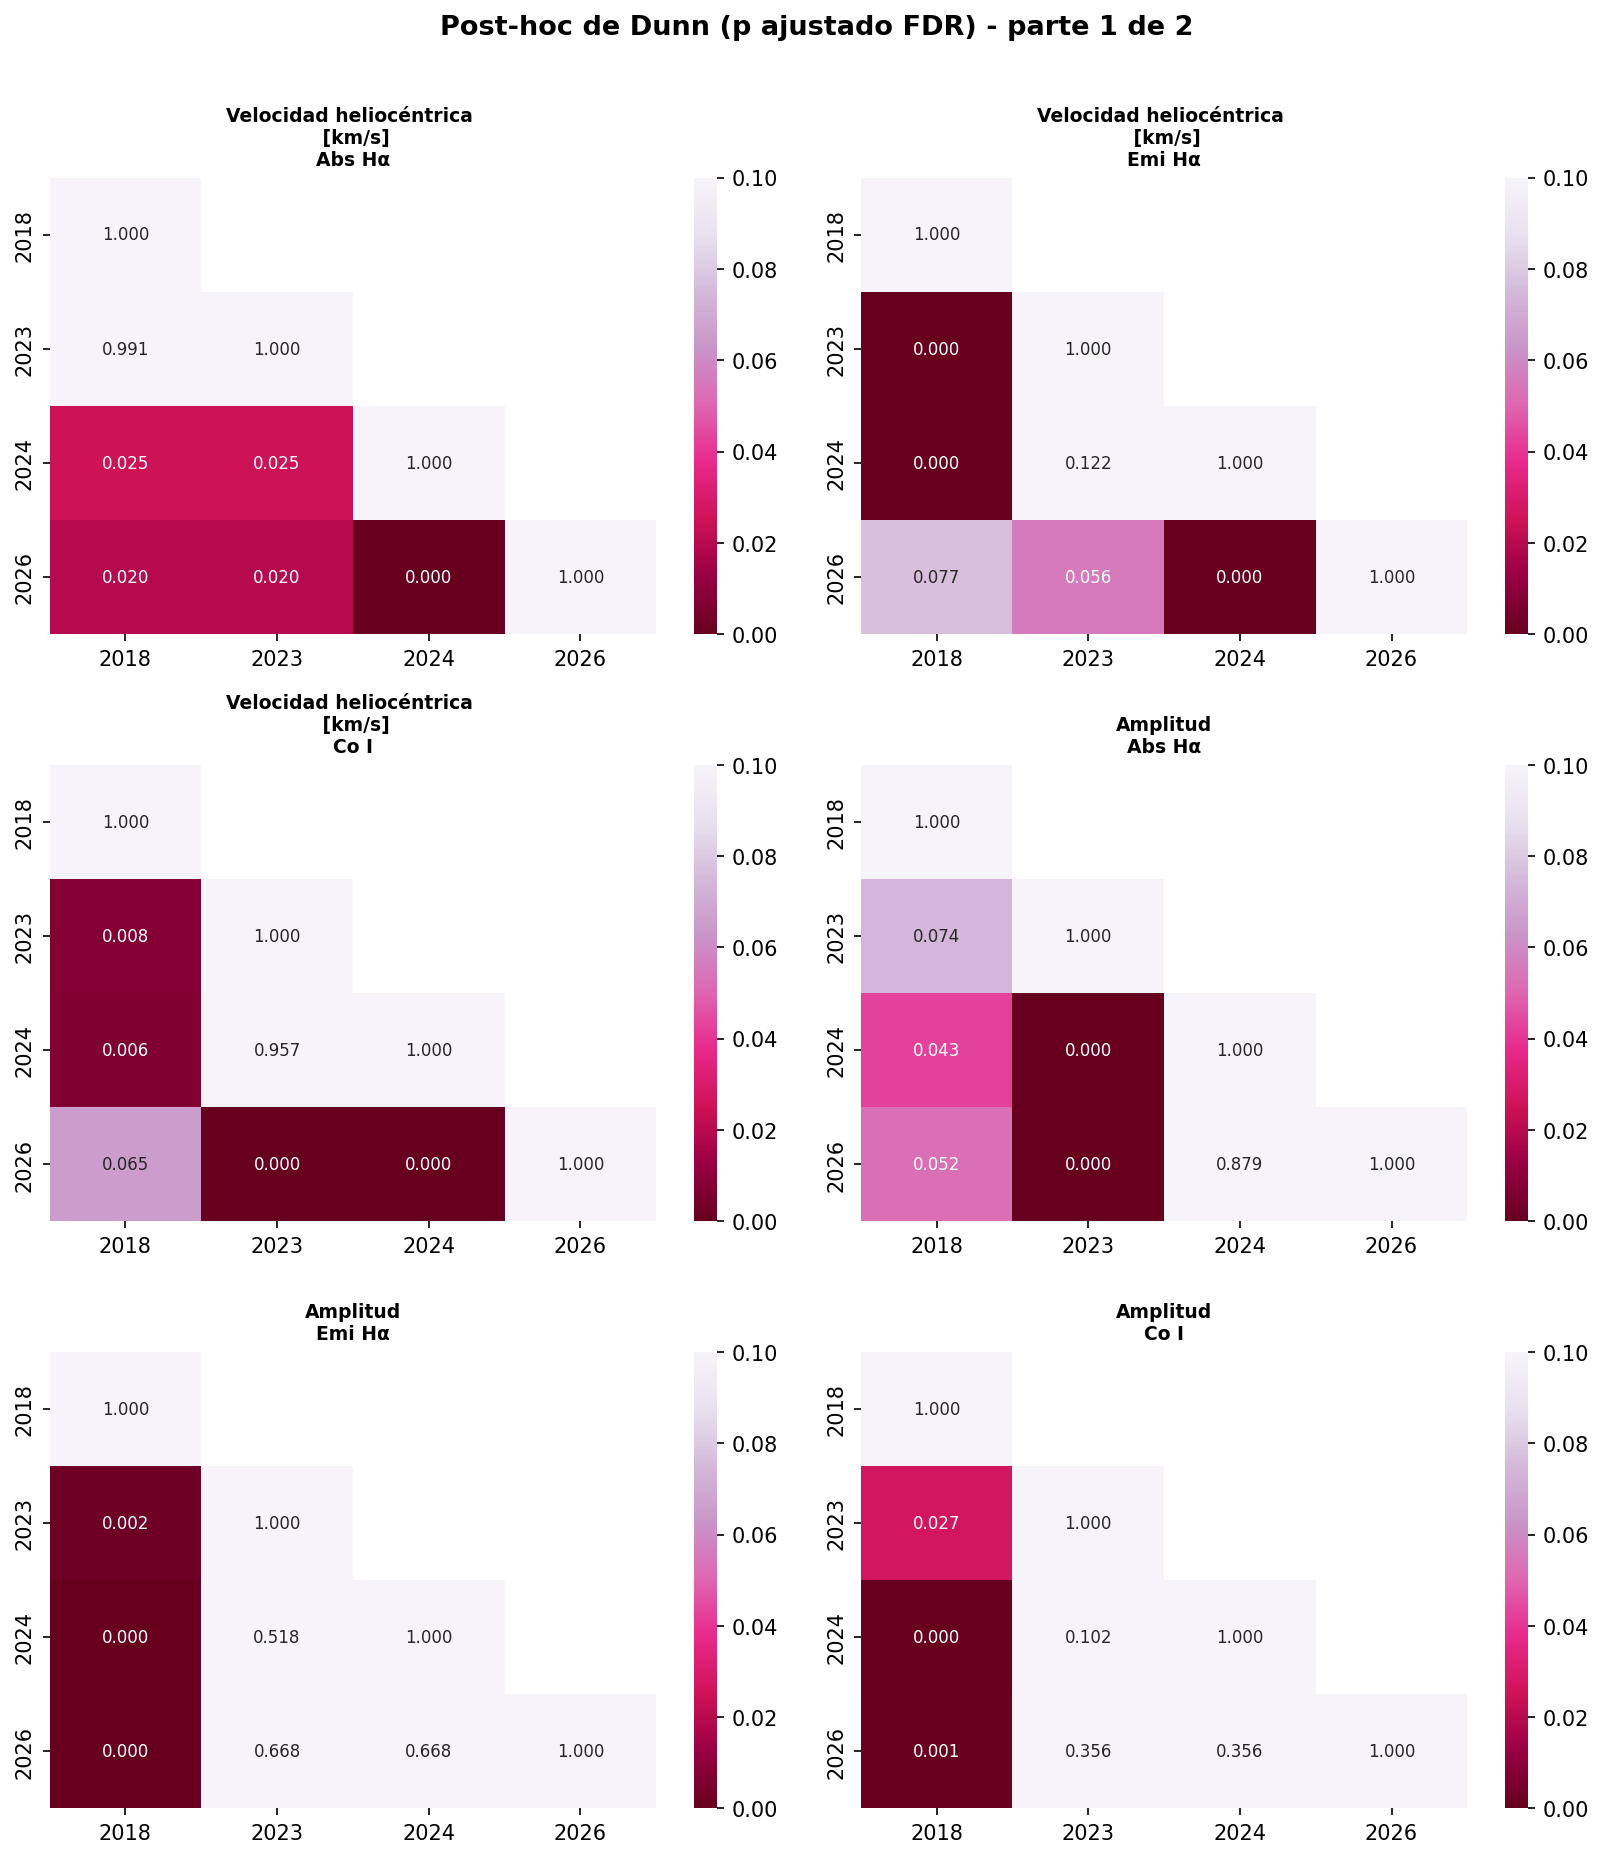 Post-hoc de Dunn (p ajustado FDR) - parte 1 de 2
Velocidad heliocéntrica
[km/s]
Abs Hα
2018
1.000
2023
0.991 1.000
2024
0.025 0.025 1.000
2026
0.020 0.020 0.000 1.000
2018 2023 2024 2026
0.10
0.08
0.06
0.04
0.02
0.00
Velocidad heliocéntrica
[km/s]
Emi Hα
2018
1.000
2023
0.000 1.000
2024
0.000 0.122 1.000
2026
0.077 0.056 0.000 1.000
2018 2023 2024 2026
0.10
0.08
0.06
0.04
0.02
0.00
Velocidad heliocéntrica
[km/s]
Co I
2018
1.000
2023
0.008 1.000
2024
0.006 0.957 1.000
2026
0.065 0.000 0.000 1.000
2018 2023 2024 2026
0.10
0.08
0.06
0.04
0.02
0.00
Amplitud
Abs Hα
2018
1.000
2023
0.074 1.000
2024
0.043 0.000 1.000
2026
0.052 0.000 0.879 1.000
2018 2023 2024 2026
0.10
0.08
0.06
0.04
0.02
0.00
Amplitud
Emi Hα
2018
1.000
2023
0.002 1.000
2024
0.000 0.518 1.000
2026
0.000 0.668 0.668 1.000
2018 2023 2024 2026
0.10
0.08
0.06
0.04
0.02
0.00
Amplitud
Co I
2018
1.000
2023
0.027 1.000
2024
0.000 0.102 1.000
2026
0.001 0.356 0.356 1.000
2018 2023 2024 2026
0.10
0.08
0.06
0.04
0.02
0.00